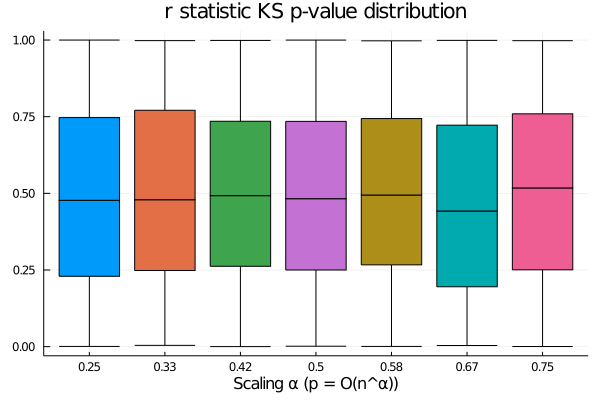 r statistic KS p-value distribution
1.00
0.75
0.50
0.25
0.00
0.25 0.33 0.42 0.5 0.58 0.67 0.75
Scaling α (p = O(n^α))